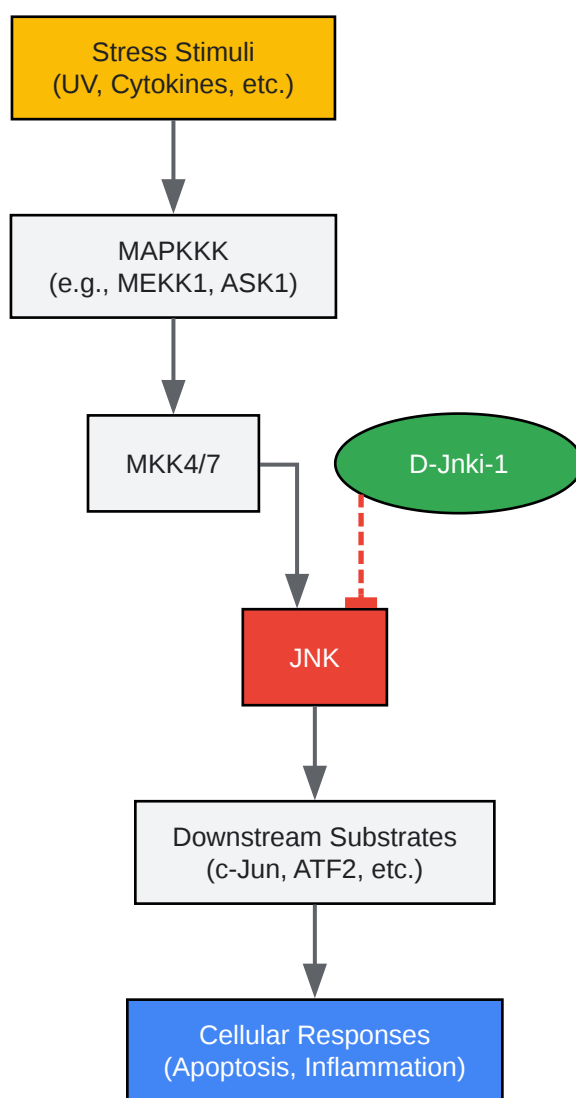 Stress Stimuli
(UV, Cytokines, etc.)
MAPKKK
(e.g., MEKK1, ASK1)
MKK4/7
D-Jnki-1
JNK
Downstream Substrates
(c-Jun, ATF2, etc.)
Cellular Responses
(Apoptosis, Inflammation)